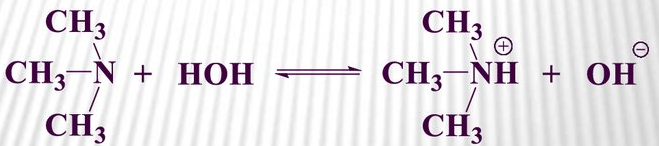 CH₃ CH₃
CH₃—N + HOH ⇌ CH₃—NH⊕ + OH⊖
CH₃ CH₃